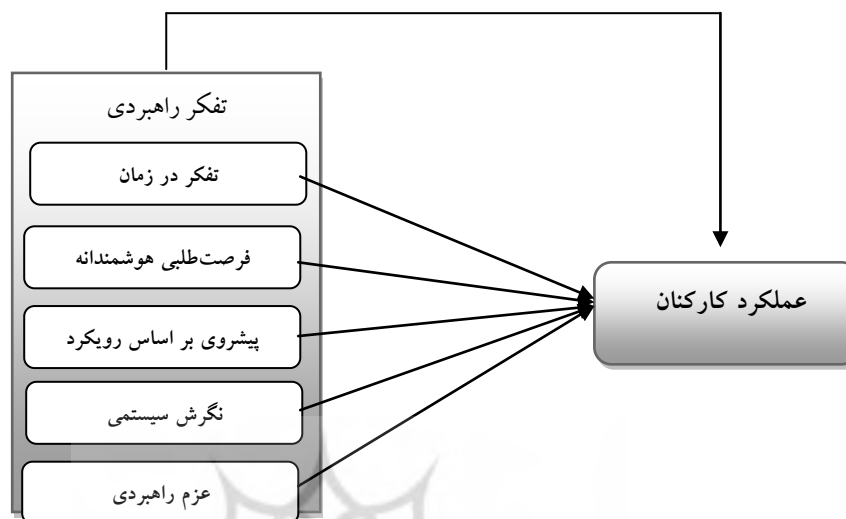 تفکر راهبردی
تفکر در زمان
فرصت‌طلبی هوشمندانه
پیشروی بر اساس رویکرد
نگرش سیستمی
عزم راهبردی
عملکرد کارکنان